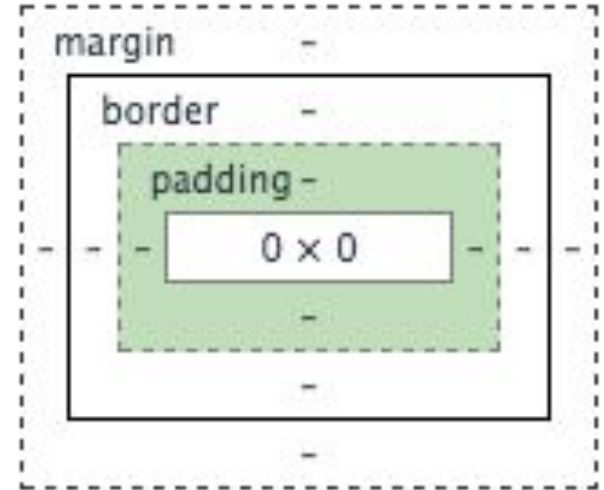 margin -
border -
padding -
- - - 0 × 0 - - -
-
-
-